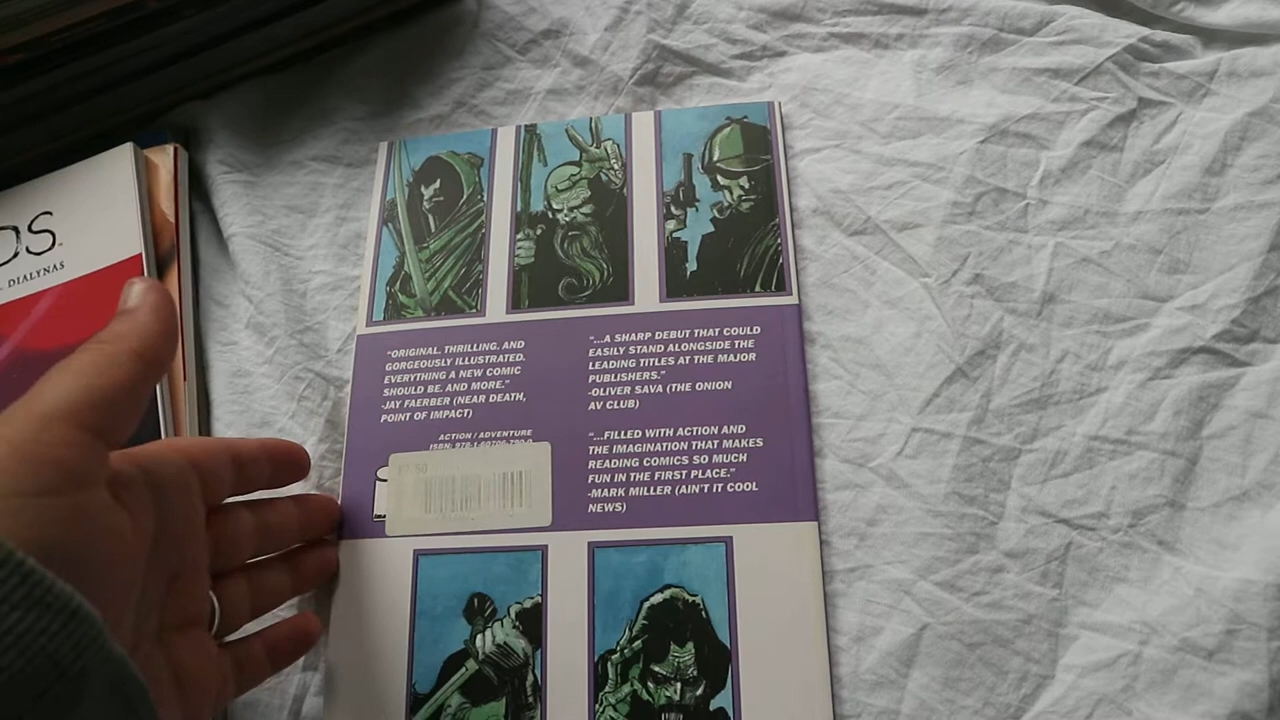 OS
DIALYNAS
"ORIGINAL. THRILLING. AND
GORGEOUSLY ILLUSTRATED.
EVERYTHING A NEW COMIC
SHOULD BE. AND MORE."
-JAY FAERBER (NEAR DEATH,
POINT OF IMPACT)
ACTION / ADVENTURE
"...A SHARP DEBUT THAT COULD
EASILY STAND ALONGSIDE THE
LEADING TITLES AT THE MAJOR
PUBLISHERS."
-OLIVER SAVA (THE ONION
AV CLUB)
"...FILLED WITH ACTION AND
THE IMAGINATION THAT MAKES
READING COMICS SO MUCH
FUN IN THE FIRST PLACE."
-MARK MILLER (AIN'T IT COOL
NEWS)